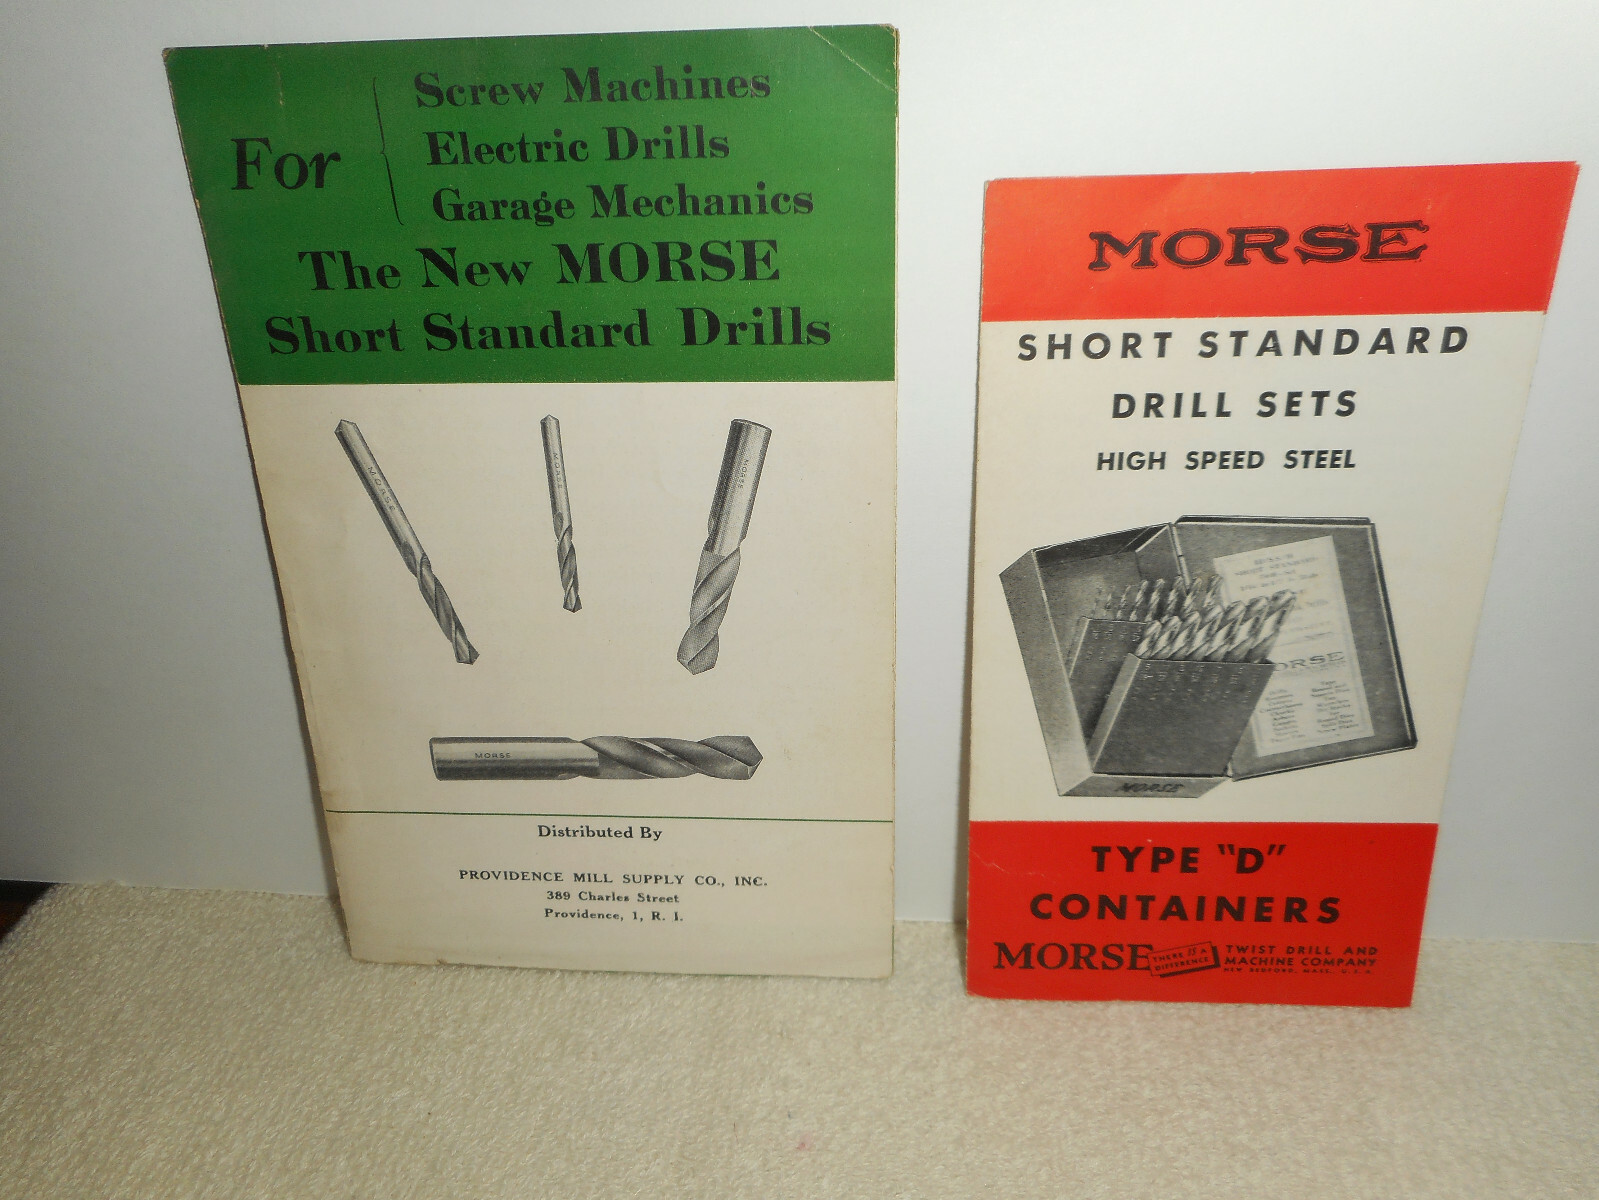 For
Screw Machines
Electric Drills
Garage Mechanics
The New MORSE
Short Standard Drills
MORSE
MORSE
MORSE
MORSE
Distributed By
PROVIDENCE MILL SUPPLY CO., INC.
389 Charles Street
Providence, 1, R. I.
MORSE
SHORT STANDARD
DRILL SETS
HIGH SPEED STEEL
ORSE
MORSE
TYPE "D"
CONTAINERS
MORSE
THERE IS A
DIFFERENCE
TWIST DRILL AND
MACHINE COMPANY
NEW BEDFORD, MASS., U.S.A.